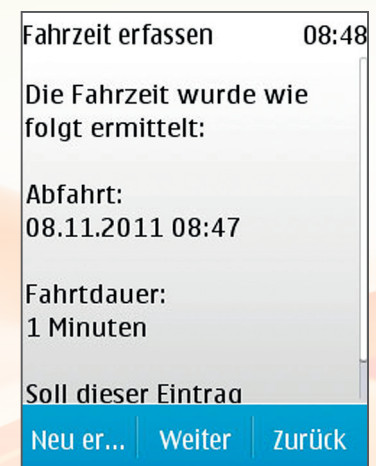 Fahrzeit erfassen 08:48
Die Fahrzeit wurde wie
folgt ermittelt:
Abfahrt:
08.11.2011 08:47
Fahrtdauer:
1 Minuten
Soll dieser Eintrag
Neu er... Weiter Zurück